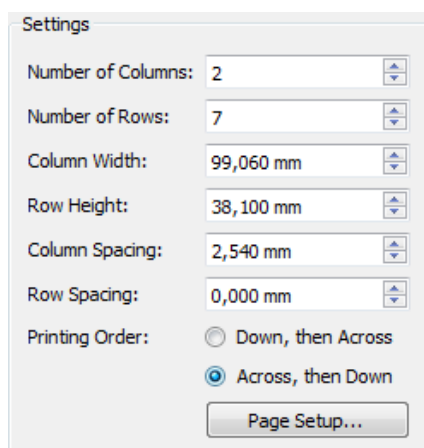 Settings
Number of Columns: 2
Number of Rows: 7
Column Width: 99,060 mm
Row Height: 38,100 mm
Column Spacing: 2,540 mm
Row Spacing: 0,000 mm
Printing Order: Down, then Across
Across, then Down
Page Setup...